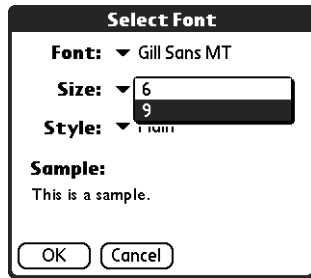 Select Font
Font: Gill Sans MT
Size: 6
9
Style:
Sample:
This is a sample.
OK Cancel